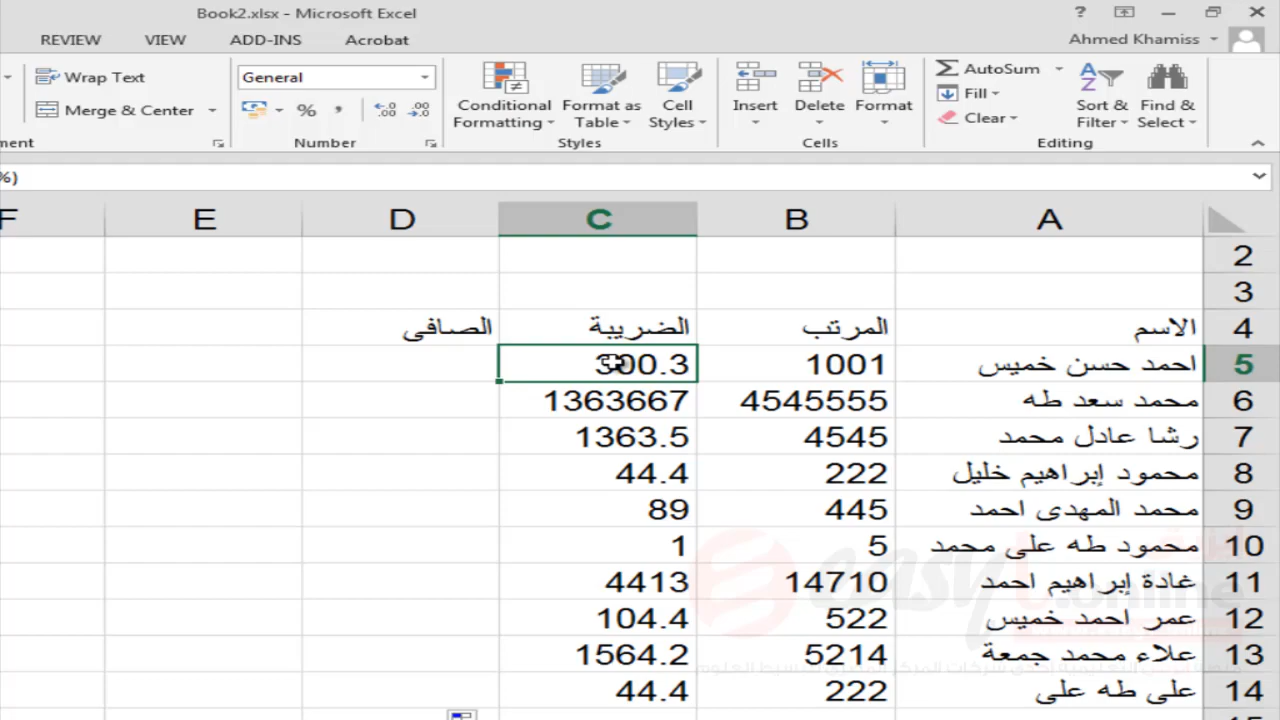 Book2.xlsx - Microsoft Excel
REVIEW VIEW ADD-INS Acrobat
Ahmed Khamiss
Wrap Text
Merge & Center
General
%
Number
Conditional Formatting
Format as Table
Cell Styles
Styles
Insert
Delete
Format
Cells
AutoSum
Fill
Clear
Sort & Filter
Find & Select
Editing
%)
F E D C B A
2
3
4 الاسم المرتب الضريبة الصافى
5 احمد حسن خميس 1001 300.3
6 محمد سعد طه 4545555 1363667
7 رشا عادل محمد 4545 1363.5
8 محمود إبراهيم خليل 222 44.4
9 محمد المهدى احمد 445 89
10 محمود طه على محمد 5 1
11 غادة إبراهيم احمد 14710 4413
12 عمر احمد خميس 522 104.4
13 علاء محمد جمعة 5214 1564.2
14 على طه على 222 44.4